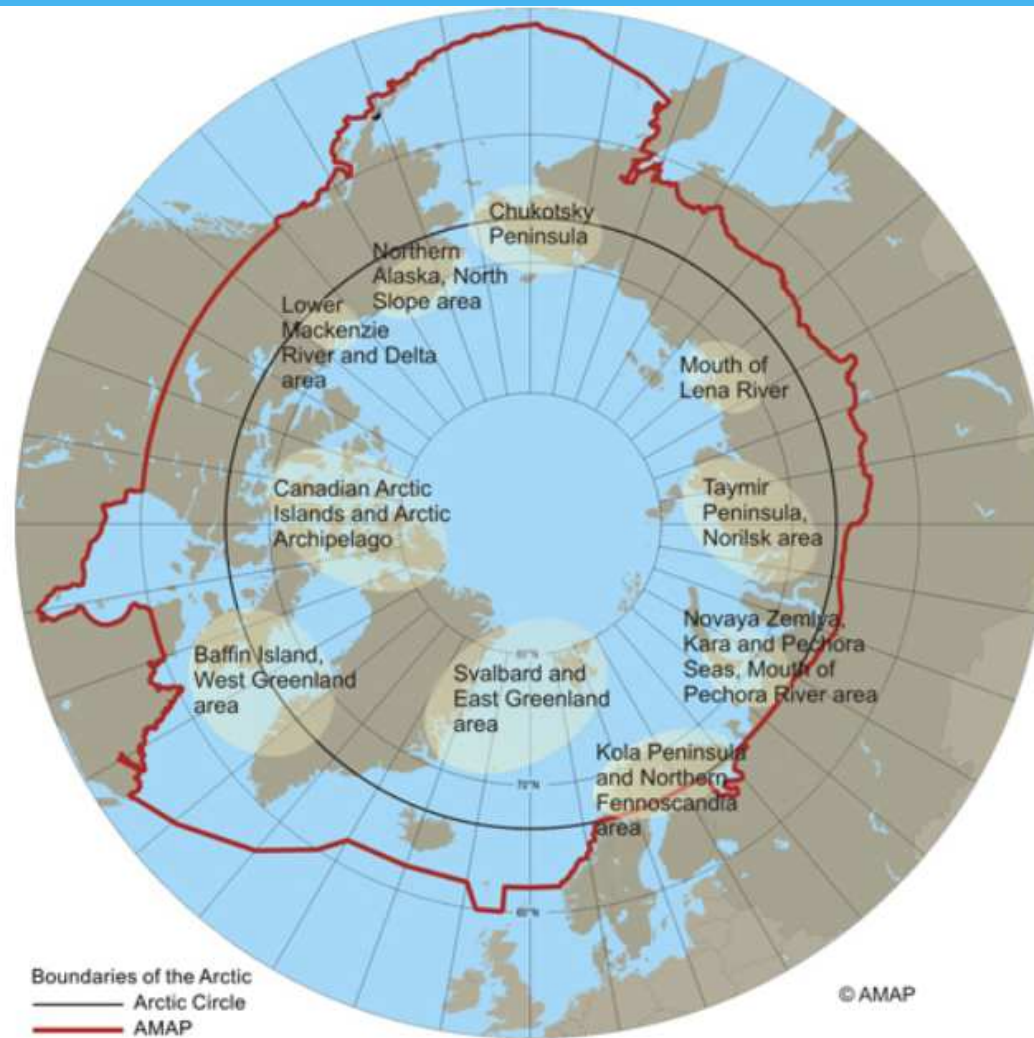 Chukotsky
Peninsula
Northern
Alaska, North
Slope area
Lower
Mackenzie
River and Delta
area
Mouth of
Lena River
Canadian Arctic
Islands and Arctic
Archipelago
Taymir
Peninsula,
Norilsk area
Novaya Zemlya,
Kara and Pechora
Seas, Mouth of
Pechora River area
Baffin Island,
West Greenland
area
80°N
Svalbard and
East Greenland
area
Kola Peninsula
and Northern
Fennoscandia
area
70°N
60°N
Boundaries of the Arctic
Arctic Circle
AMAP
© AMAP